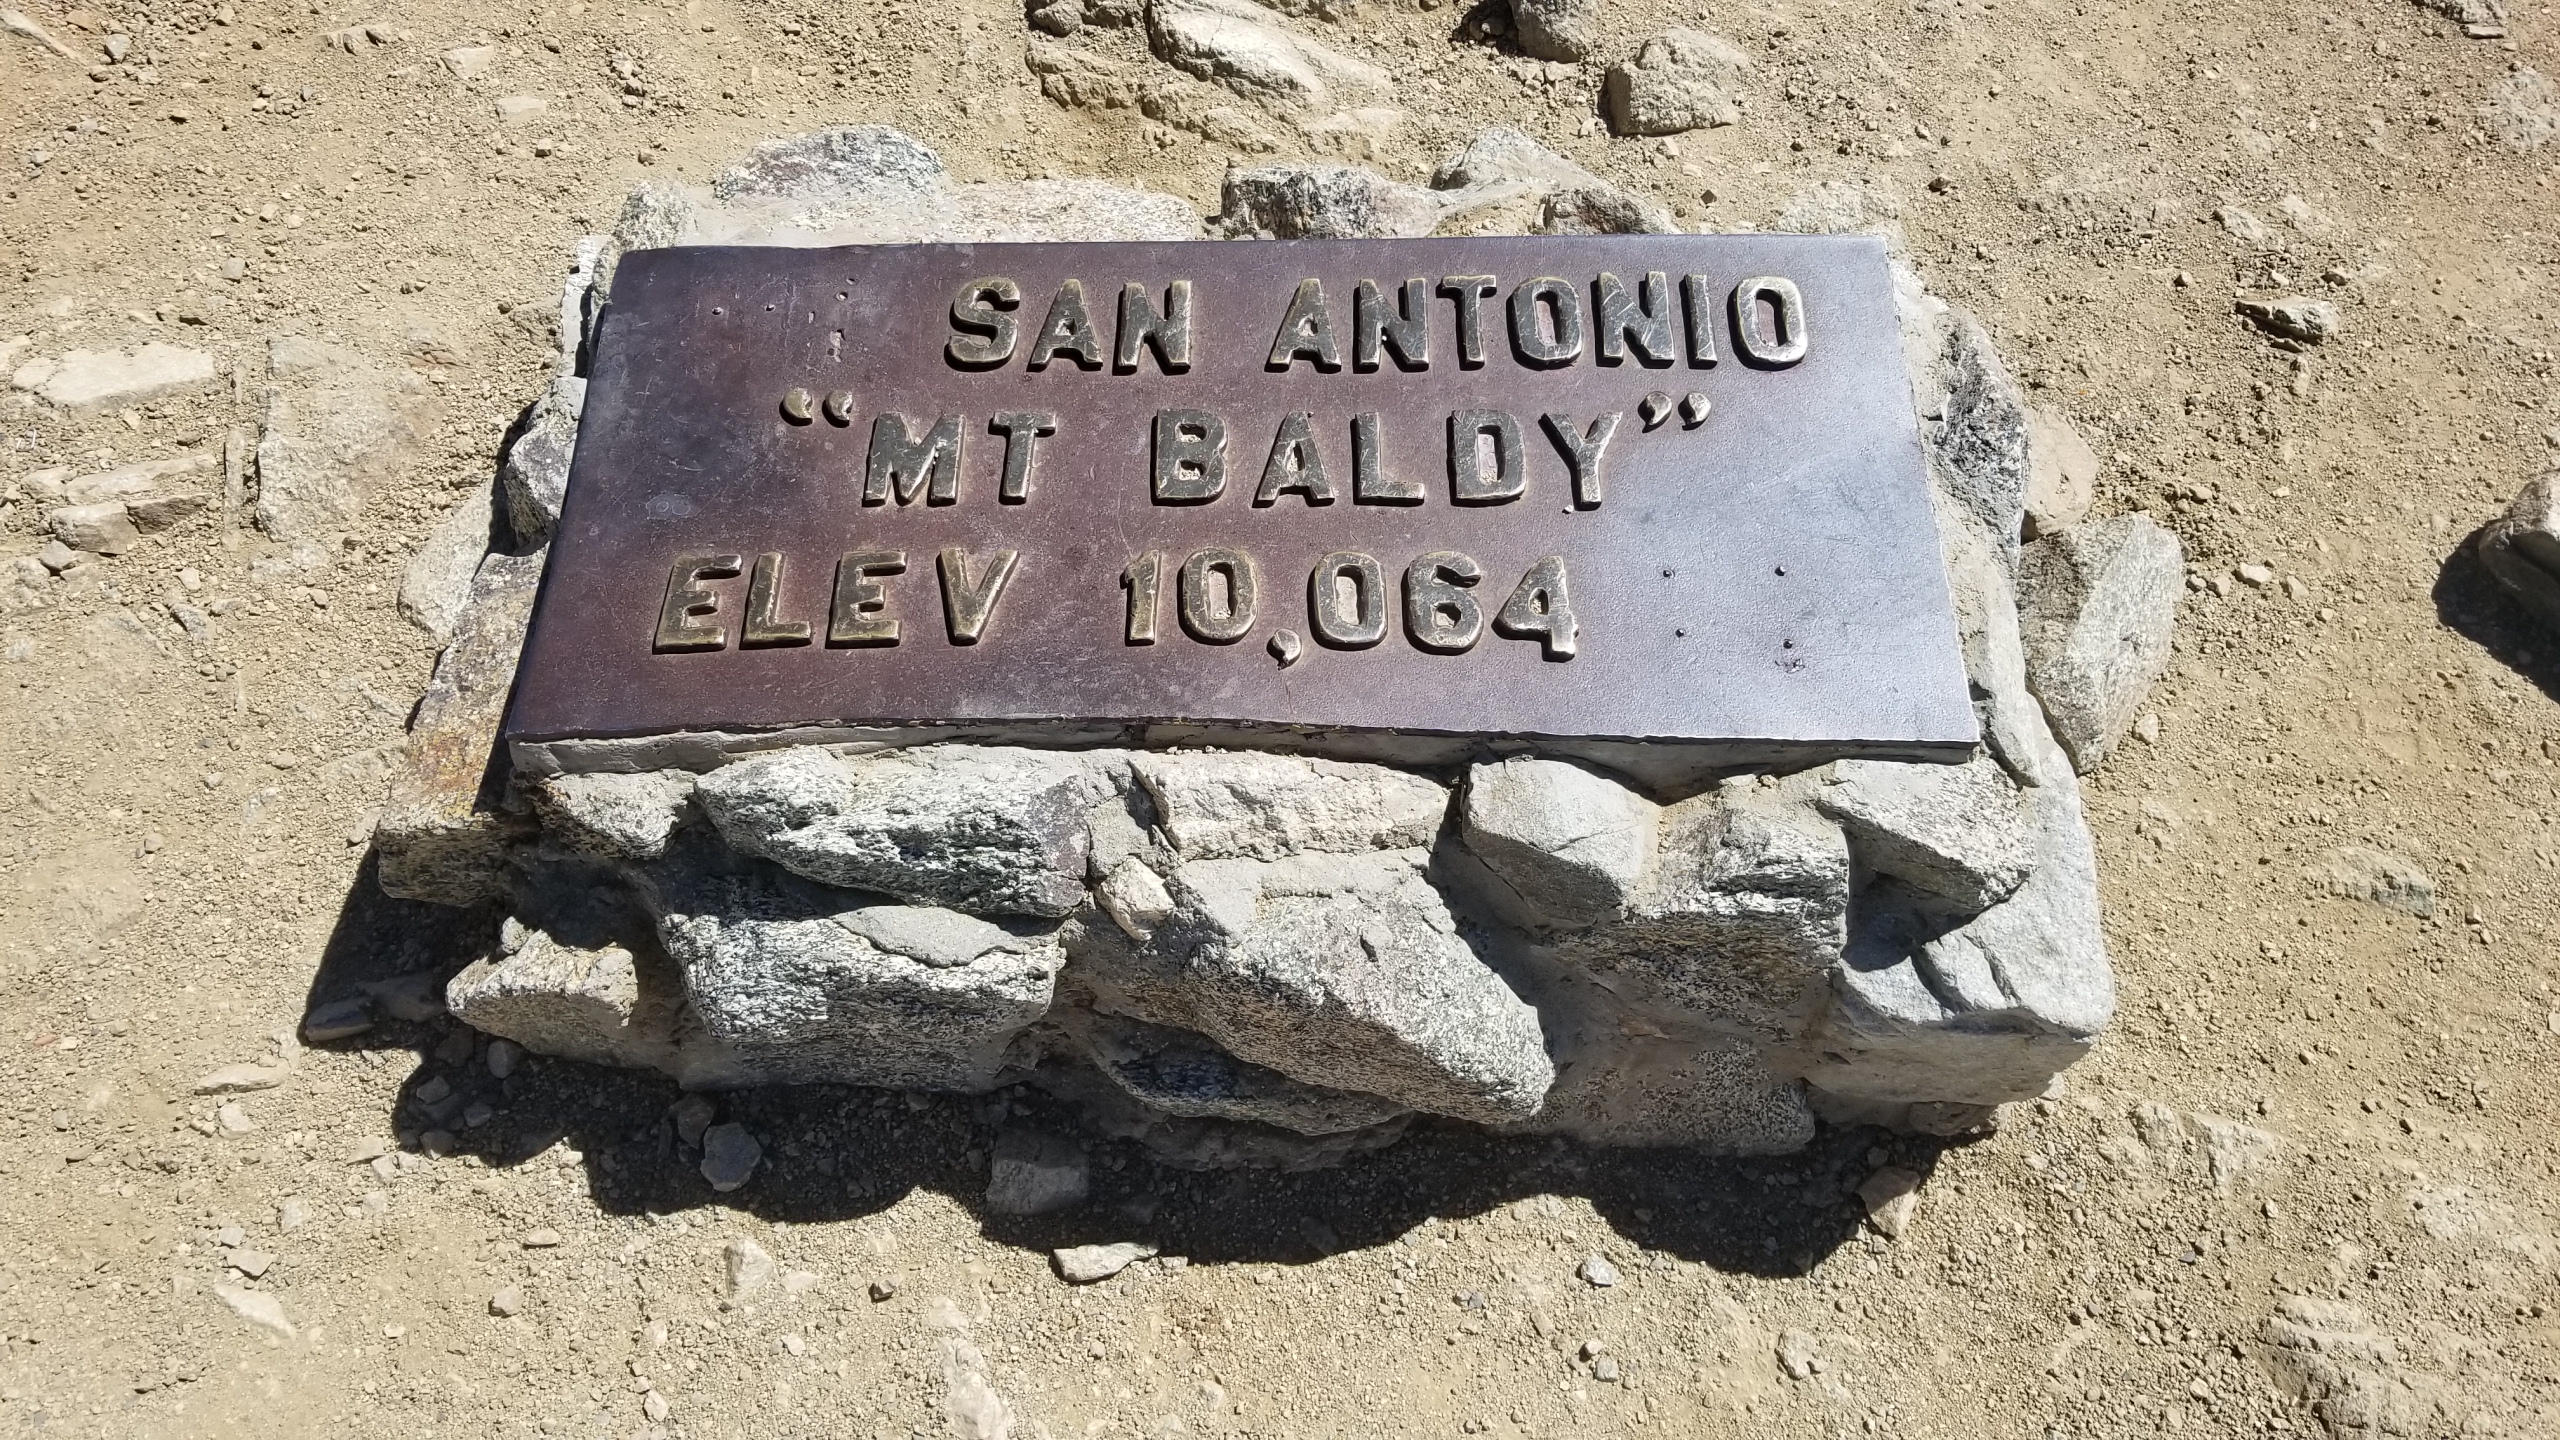 SAN ANTONIO
“MT BALDY”
ELEV 10,064